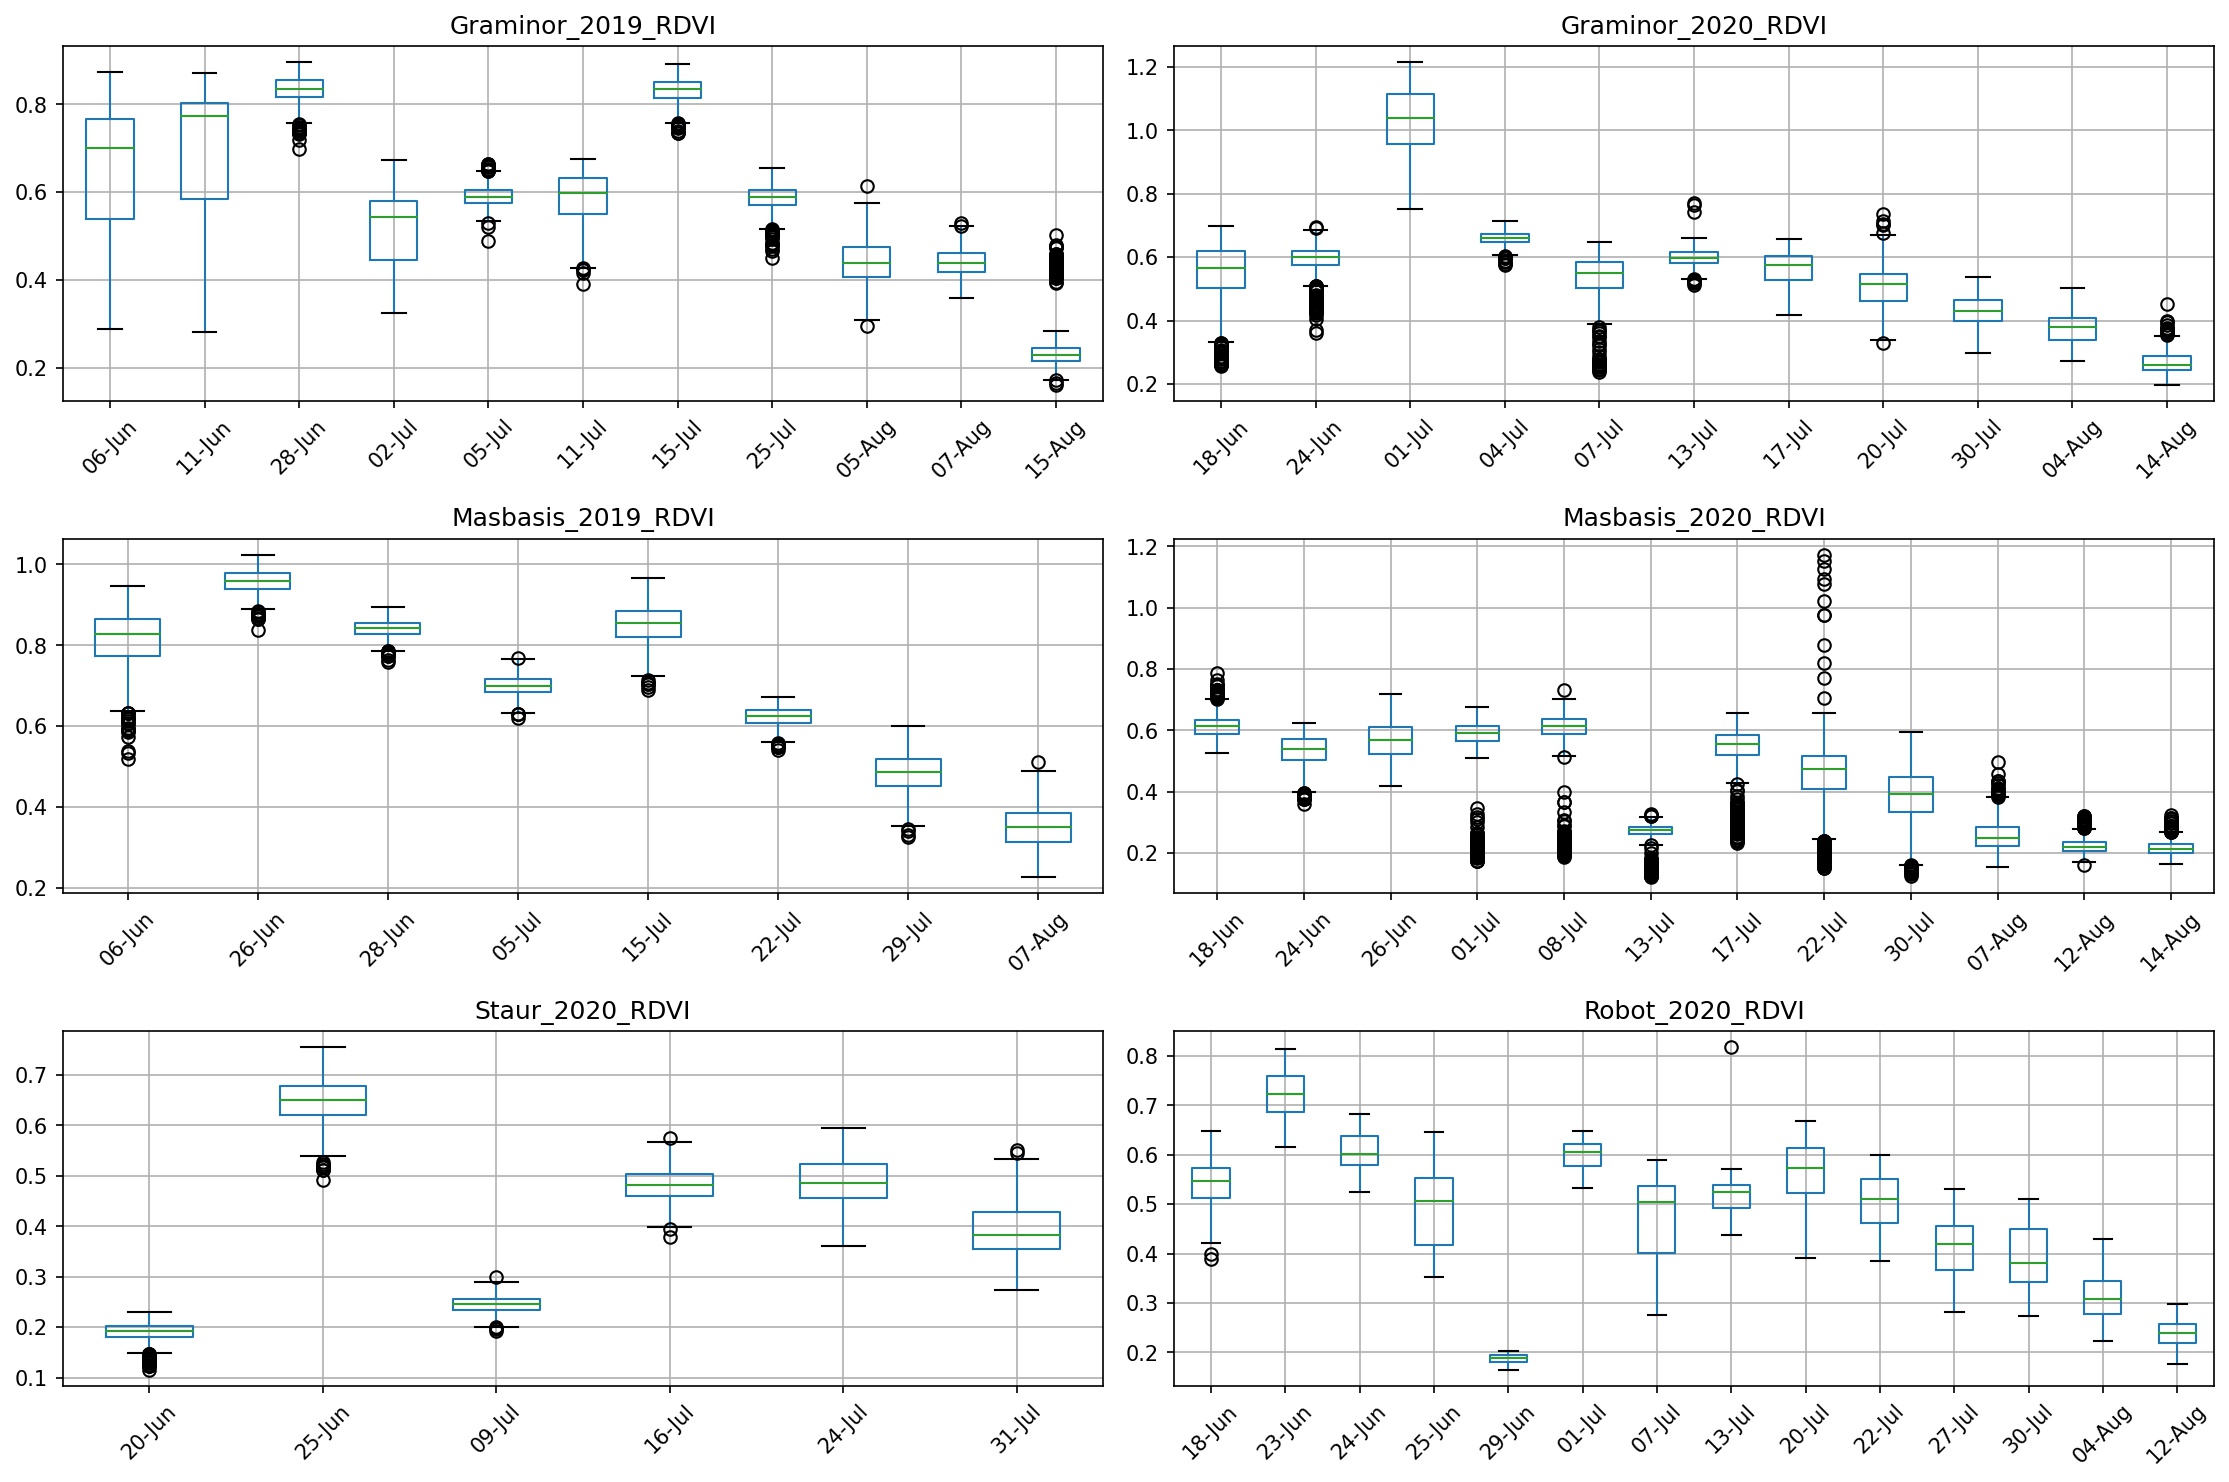 Graminor_2019_RDVI
0.8
0.6
0.4
0.2
06-Jun 11-Jun 28-Jun 02-Jul 05-Jul 11-Jul 15-Jul 25-Jul 05-Aug 07-Aug 15-Aug
Graminor_2020_RDVI
1.2
1.0
0.8
0.6
0.4
0.2
18-Jun 24-Jun 01-Jul 04-Jul 07-Jul 13-Jul 17-Jul 20-Jul 30-Jul 04-Aug 14-Aug
Masbasis_2019_RDVI
1.0
0.8
0.6
0.4
0.2
06-Jun 26-Jun 28-Jun 05-Jul 15-Jul 22-Jul 29-Jul 07-Aug
Masbasis_2020_RDVI
1.2
1.0
0.8
0.6
0.4
0.2
18-Jun 24-Jun 26-Jun 01-Jul 08-Jul 13-Jul 17-Jul 22-Jul 30-Jul 07-Aug 12-Aug 14-Aug
Staur_2020_RDVI
0.7
0.6
0.5
0.4
0.3
0.2
0.1
20-Jun 25-Jun 09-Jul 16-Jul 24-Jul 31-Jul
Robot_2020_RDVI
0.8
0.7
0.6
0.5
0.4
0.3
0.2
18-Jun 23-Jun 24-Jun 25-Jun 29-Jun 01-Jul 07-Jul 13-Jul 20-Jul 22-Jul 27-Jul 30-Jul 04-Aug 12-Aug